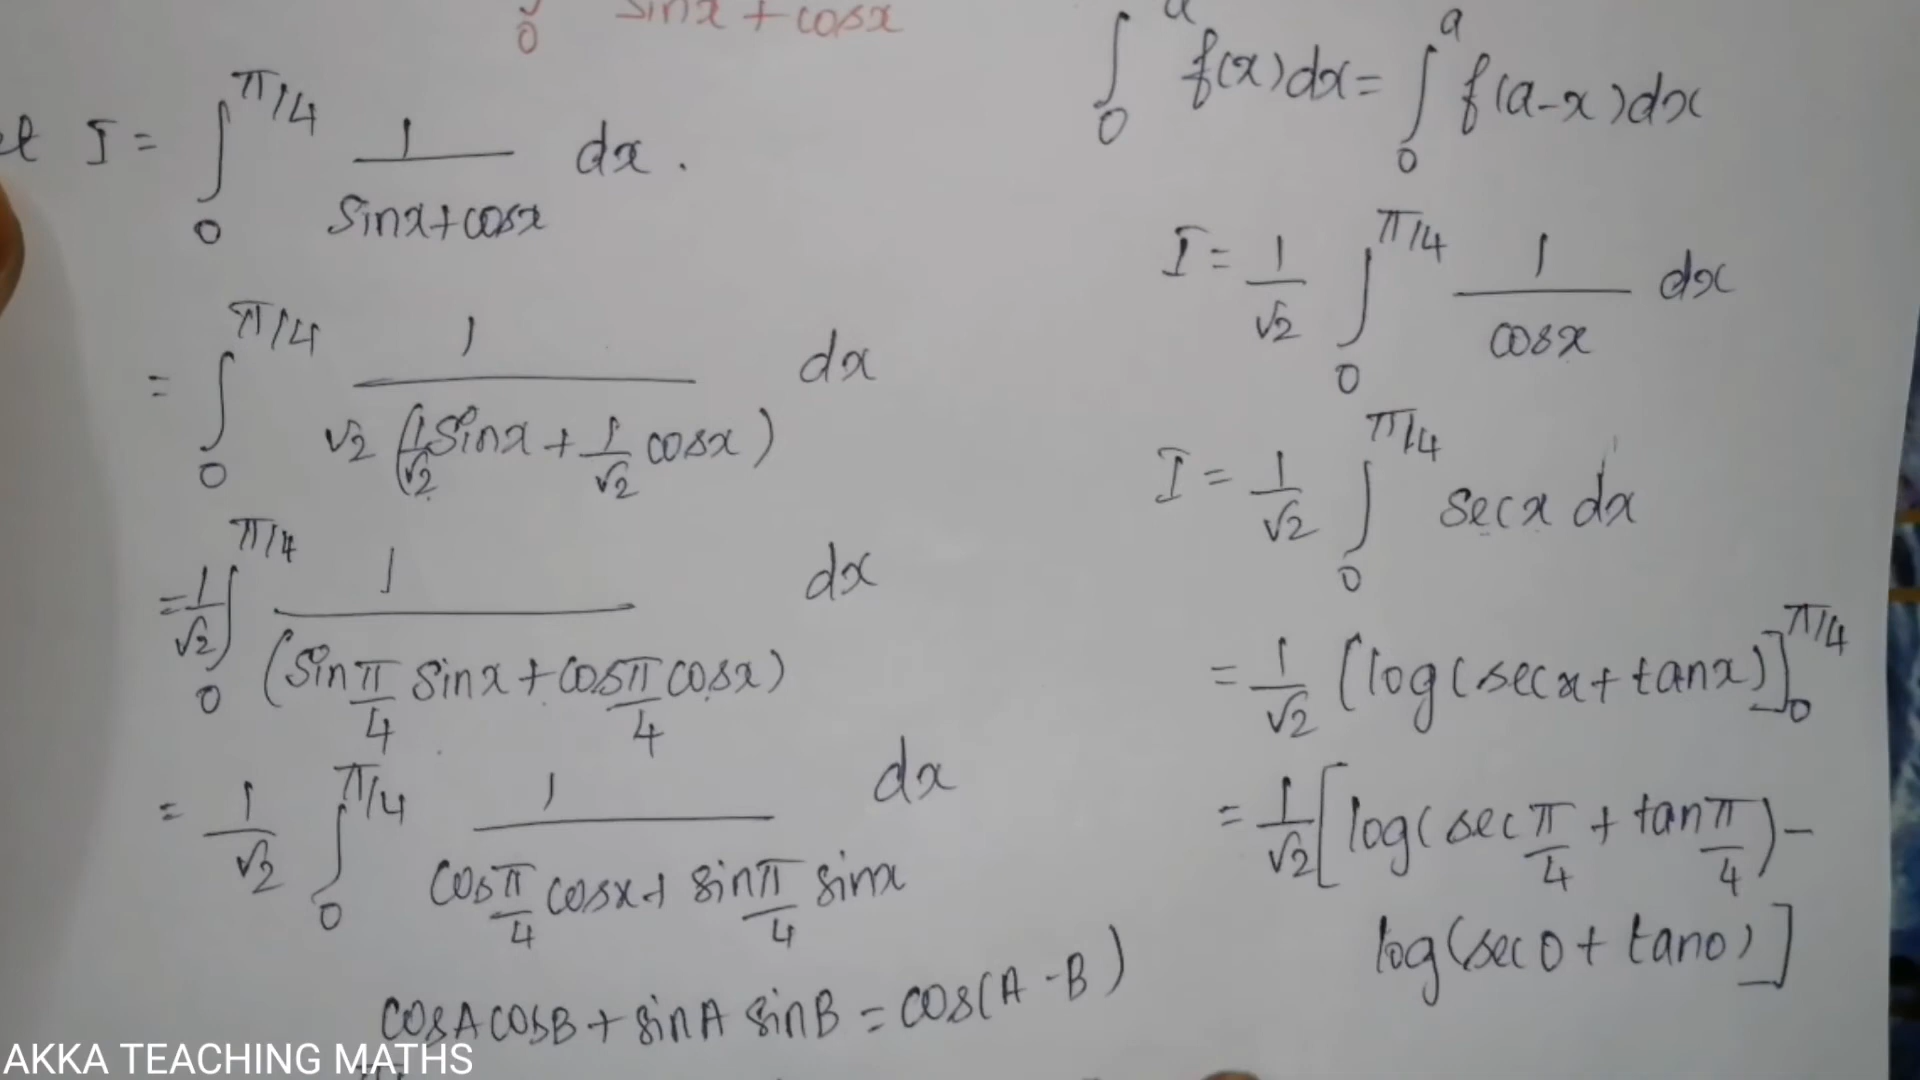 sinx + cosx
0
I = ∫₀^π/4 1/(sinx+cosx) dx.
= ∫₀^π/4 1/(√2 (1/√2 sinx + 1/√2 cosx)) dx
= 1/√2 ∫₀^π/4 1/(sin π/4 sinx + cos π/4 cosx) dx
= 1/√2 ∫₀^π/4 1/(cos π/4 cosx + sin π/4 sinx) dx
cosA cosB + sinA sinB = cos(A-B)
∫₀^a f(x)dx = ∫₀^a f(a-x)dx
I = 1/√2 ∫₀^π/4 1/cosx dx
I = 1/√2 ∫₀^π/4 secx dx
= 1/√2 [log(secx + tanx)]₀^π/4
= 1/√2 [log(sec π/4 + tan π/4) -
log(sec0 + tan0)]
AKKA TEACHING MATHS